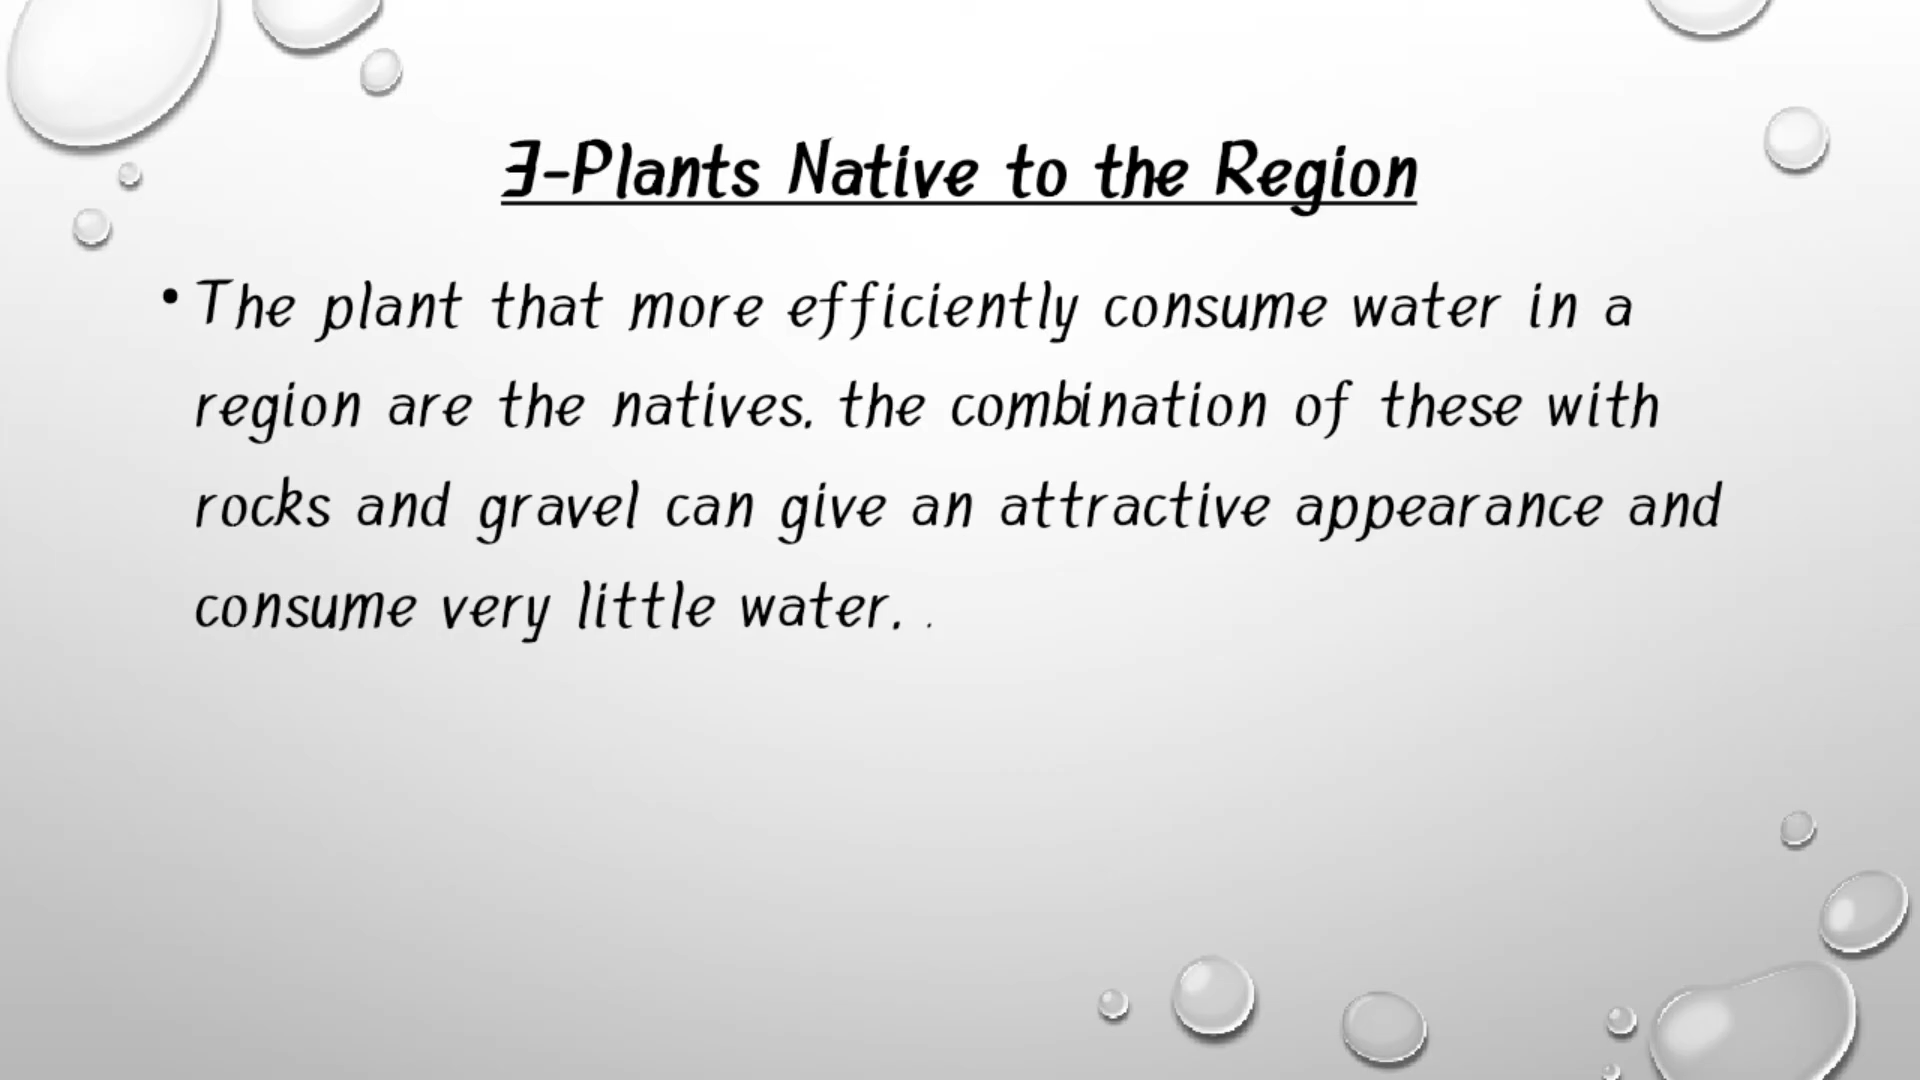 3-Plants Native to the Region
• The plant that more efficiently consume water in a
region are the natives. the combination of these with
rocks and gravel can give an attractive appearance and
consume very little water. .